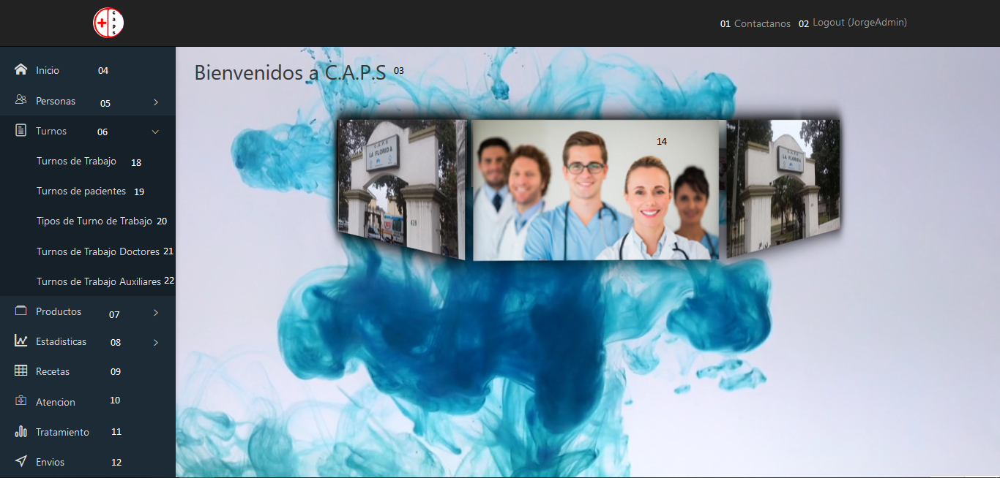 caps
01 Contactanos 02 Logout (JorgeAdmin)
Inicio 04
Bienvenidos a C.A.P.S 03
Personas 05
Turnos 06
Turnos de Trabajo 18
Turnos de pacientes 19
Tipos de Turno de Trabajo 20
Turnos de Trabajo Doctores 21
Turnos de Trabajo Auxiliares 22
Productos 07
Estadisticas 08
Recetas 09
Atencion 10
Tratamiento 11
Envios 12
C.A.P.S
LA FLORIDA
428
14
C.A.P.S
LA FLORIDA